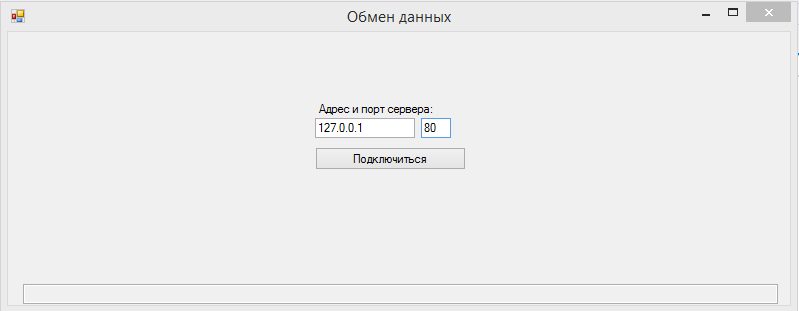 Обмен данных
Адрес и порт сервера:
127.0.0.1 80
Подключиться